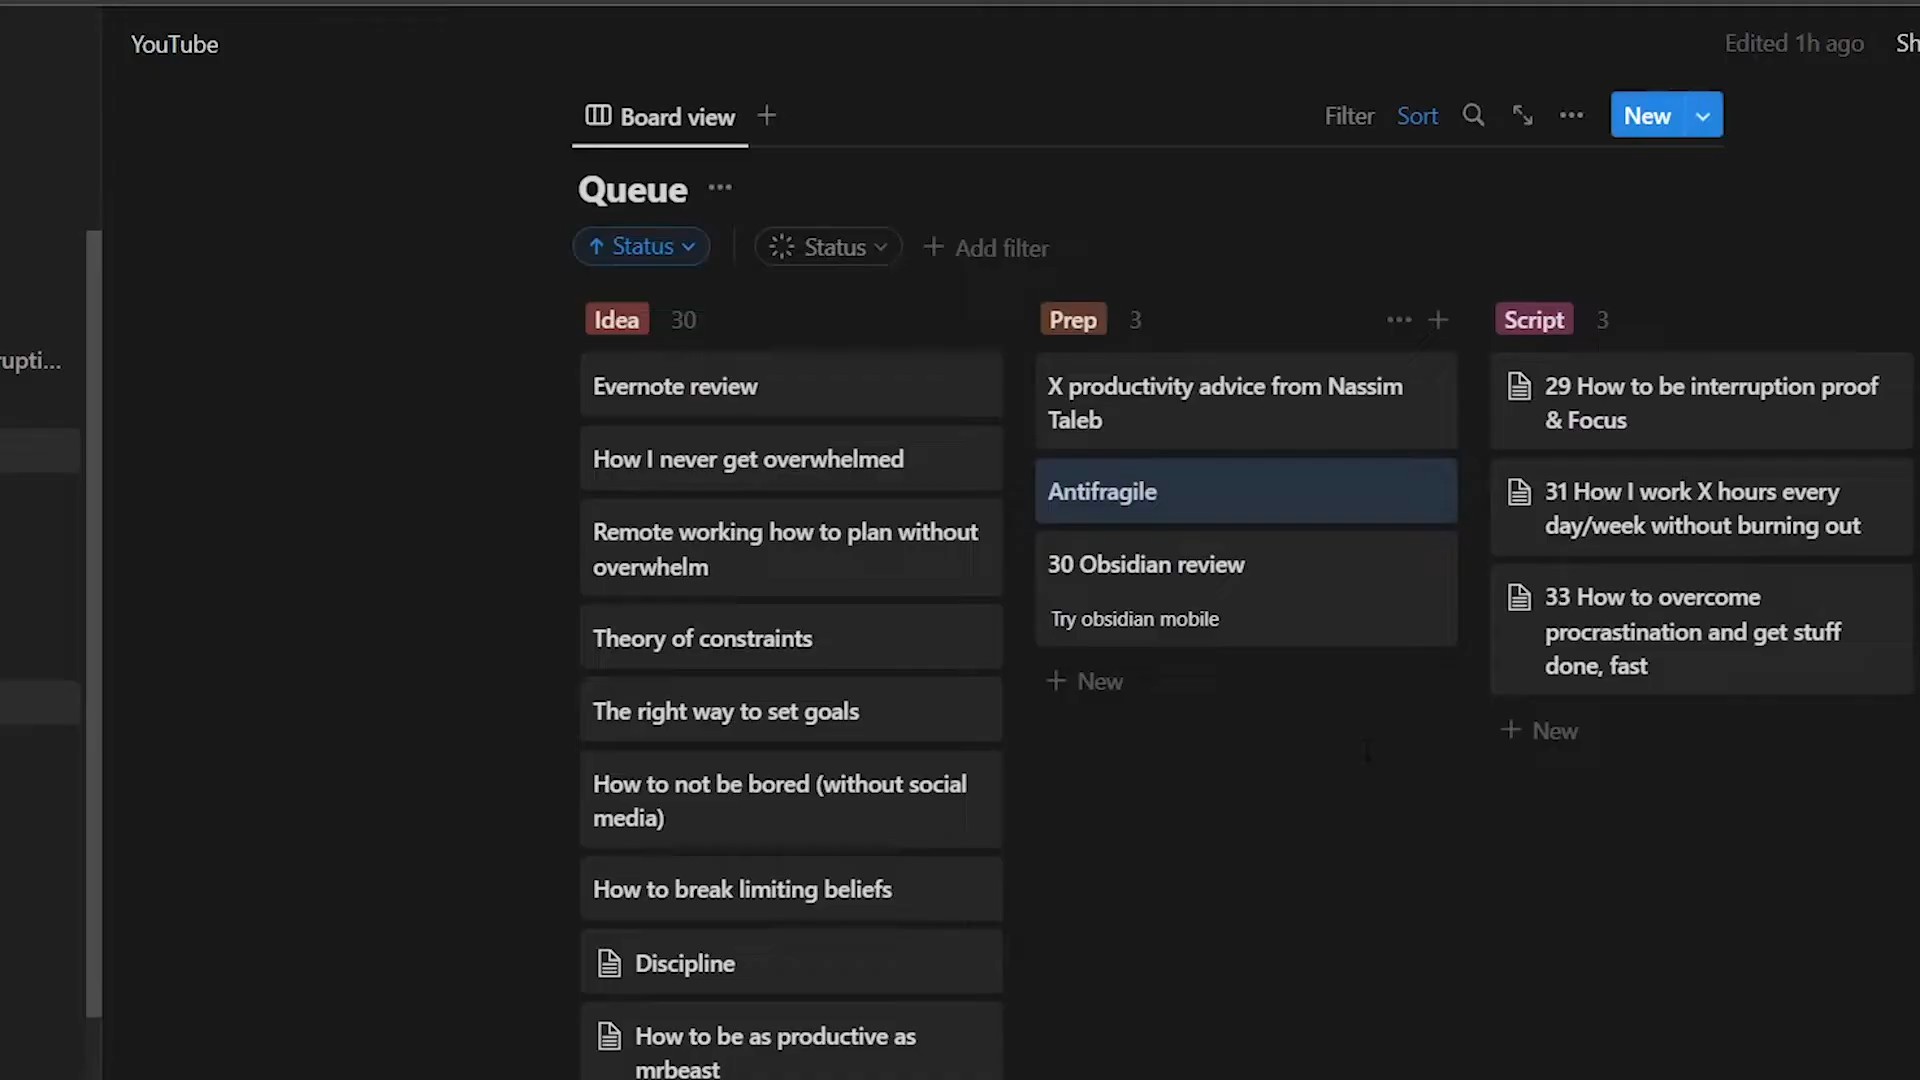 YouTube
Edited 1h ago
Sh
Board view
Filter Sort
New
Queue
Status
Status
Add filter
Idea 30
Evernote review
How I never get overwhelmed
Remote working how to plan without
overwhelm
Theory of constraints
The right way to set goals
How to not be bored (without social
media)
How to break limiting beliefs
Discipline
How to be as productive as
mrbeast
Prep 3
X productivity advice from Nassim
Taleb
Antifragile
30 Obsidian review
Try obsidian mobile
New
Script 3
29 How to be interruption proof
& Focus
31 How I work X hours every
day/week without burning out
33 How to overcome
procrastination and get stuff
done, fast
New
rupti...